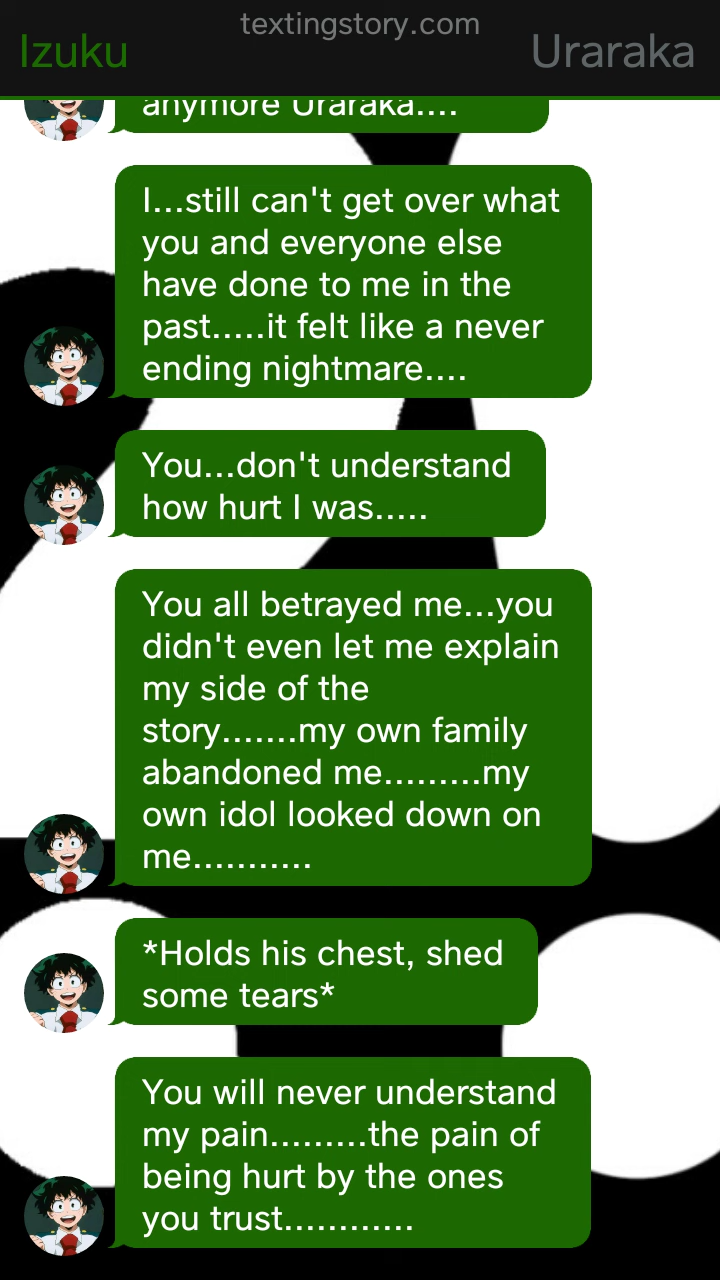 textingstory.com
Izuku
Uraraka
anymore Uraraka....
I...still can't get over what
you and everyone else
have done to me in the
past.....it felt like a never
ending nightmare....
You...don't understand
how hurt I was.....
You all betrayed me...you
didn't even let me explain
my side of the
story.......my own family
abandoned me.........my
own idol looked down on
me...........
*Holds his chest, shed
some tears*
You will never understand
my pain.........the pain of
being hurt by the ones
you trust............